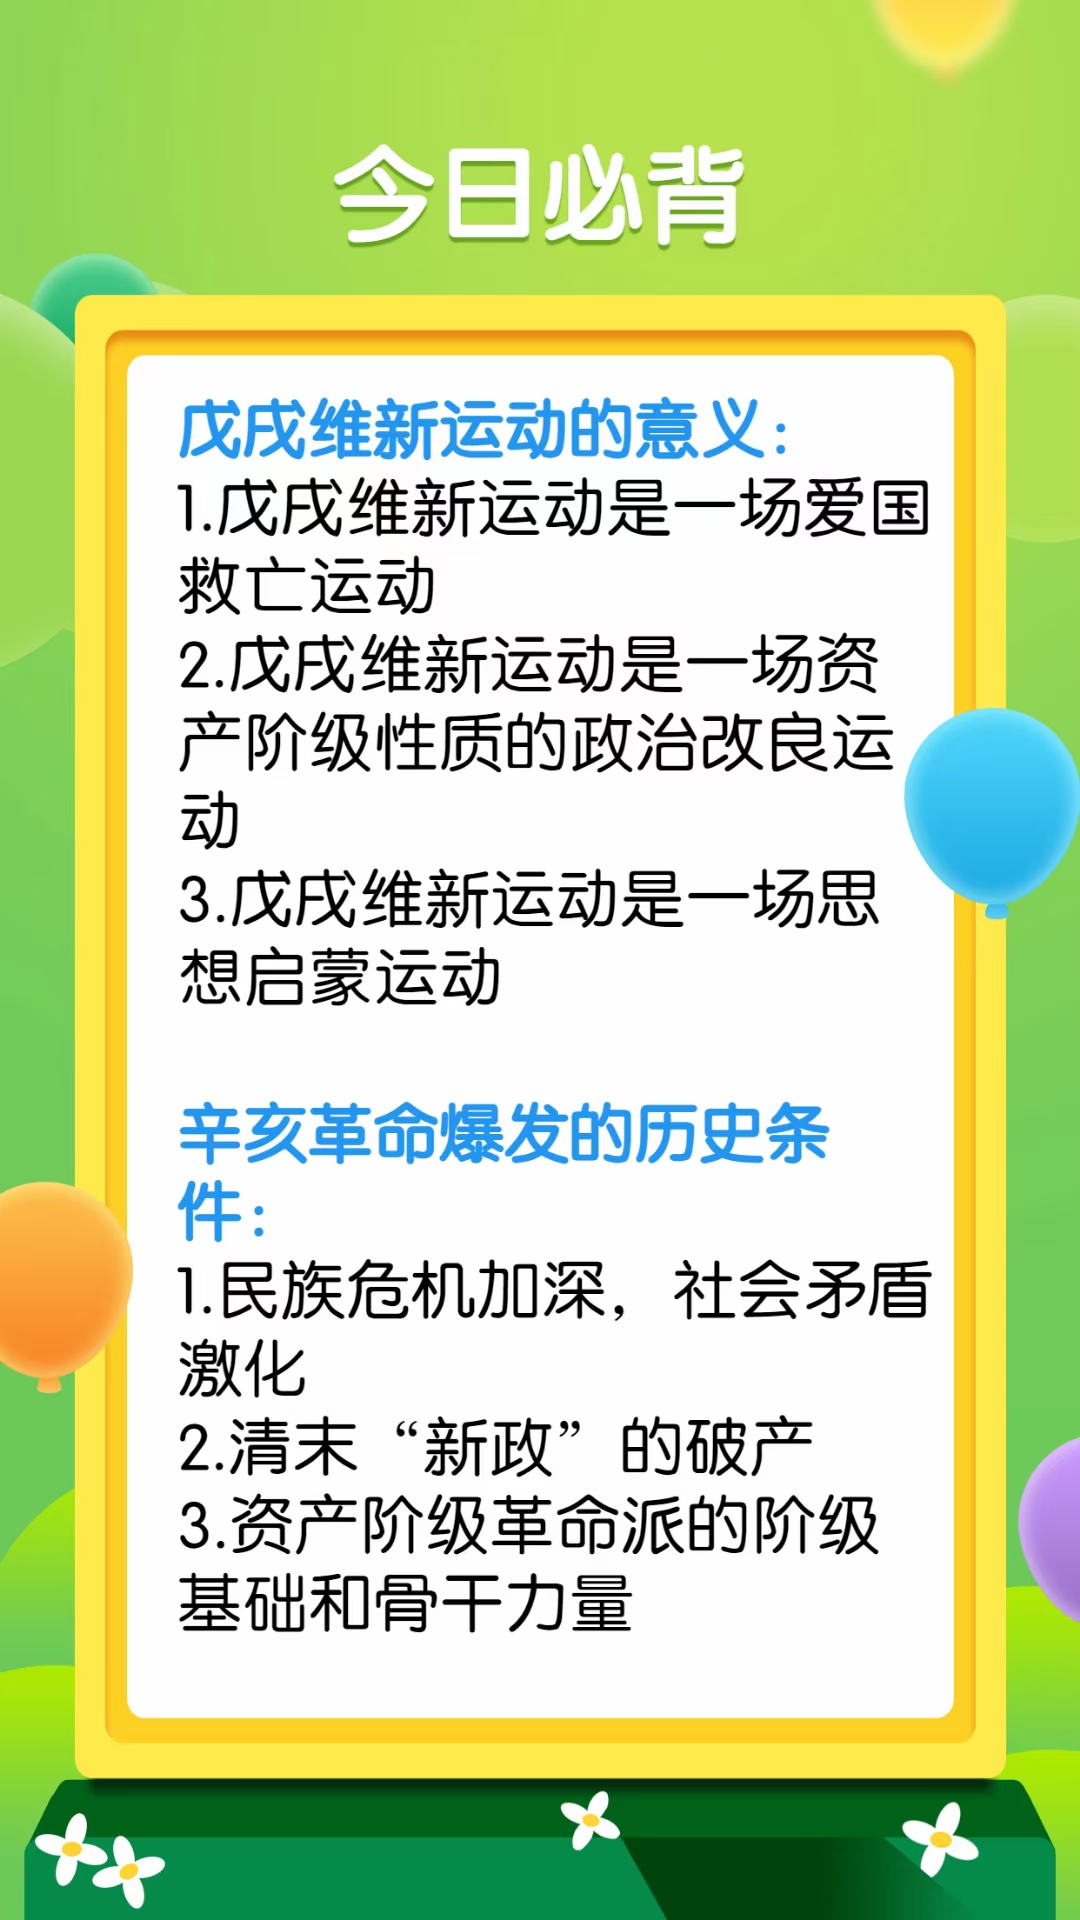 今日必背
戊戌维新运动的意义：
1.戊戌维新运动是一场爱国
救亡运动
2.戊戌维新运动是一场资
产阶级性质的政治改良运
动
3.戊戌维新运动是一场思
想启蒙运动
辛亥革命爆发的历史条
件：
1.民族危机加深，社会矛盾
激化
2.清末“新政”的破产
3.资产阶级革命派的阶级
基础和骨干力量